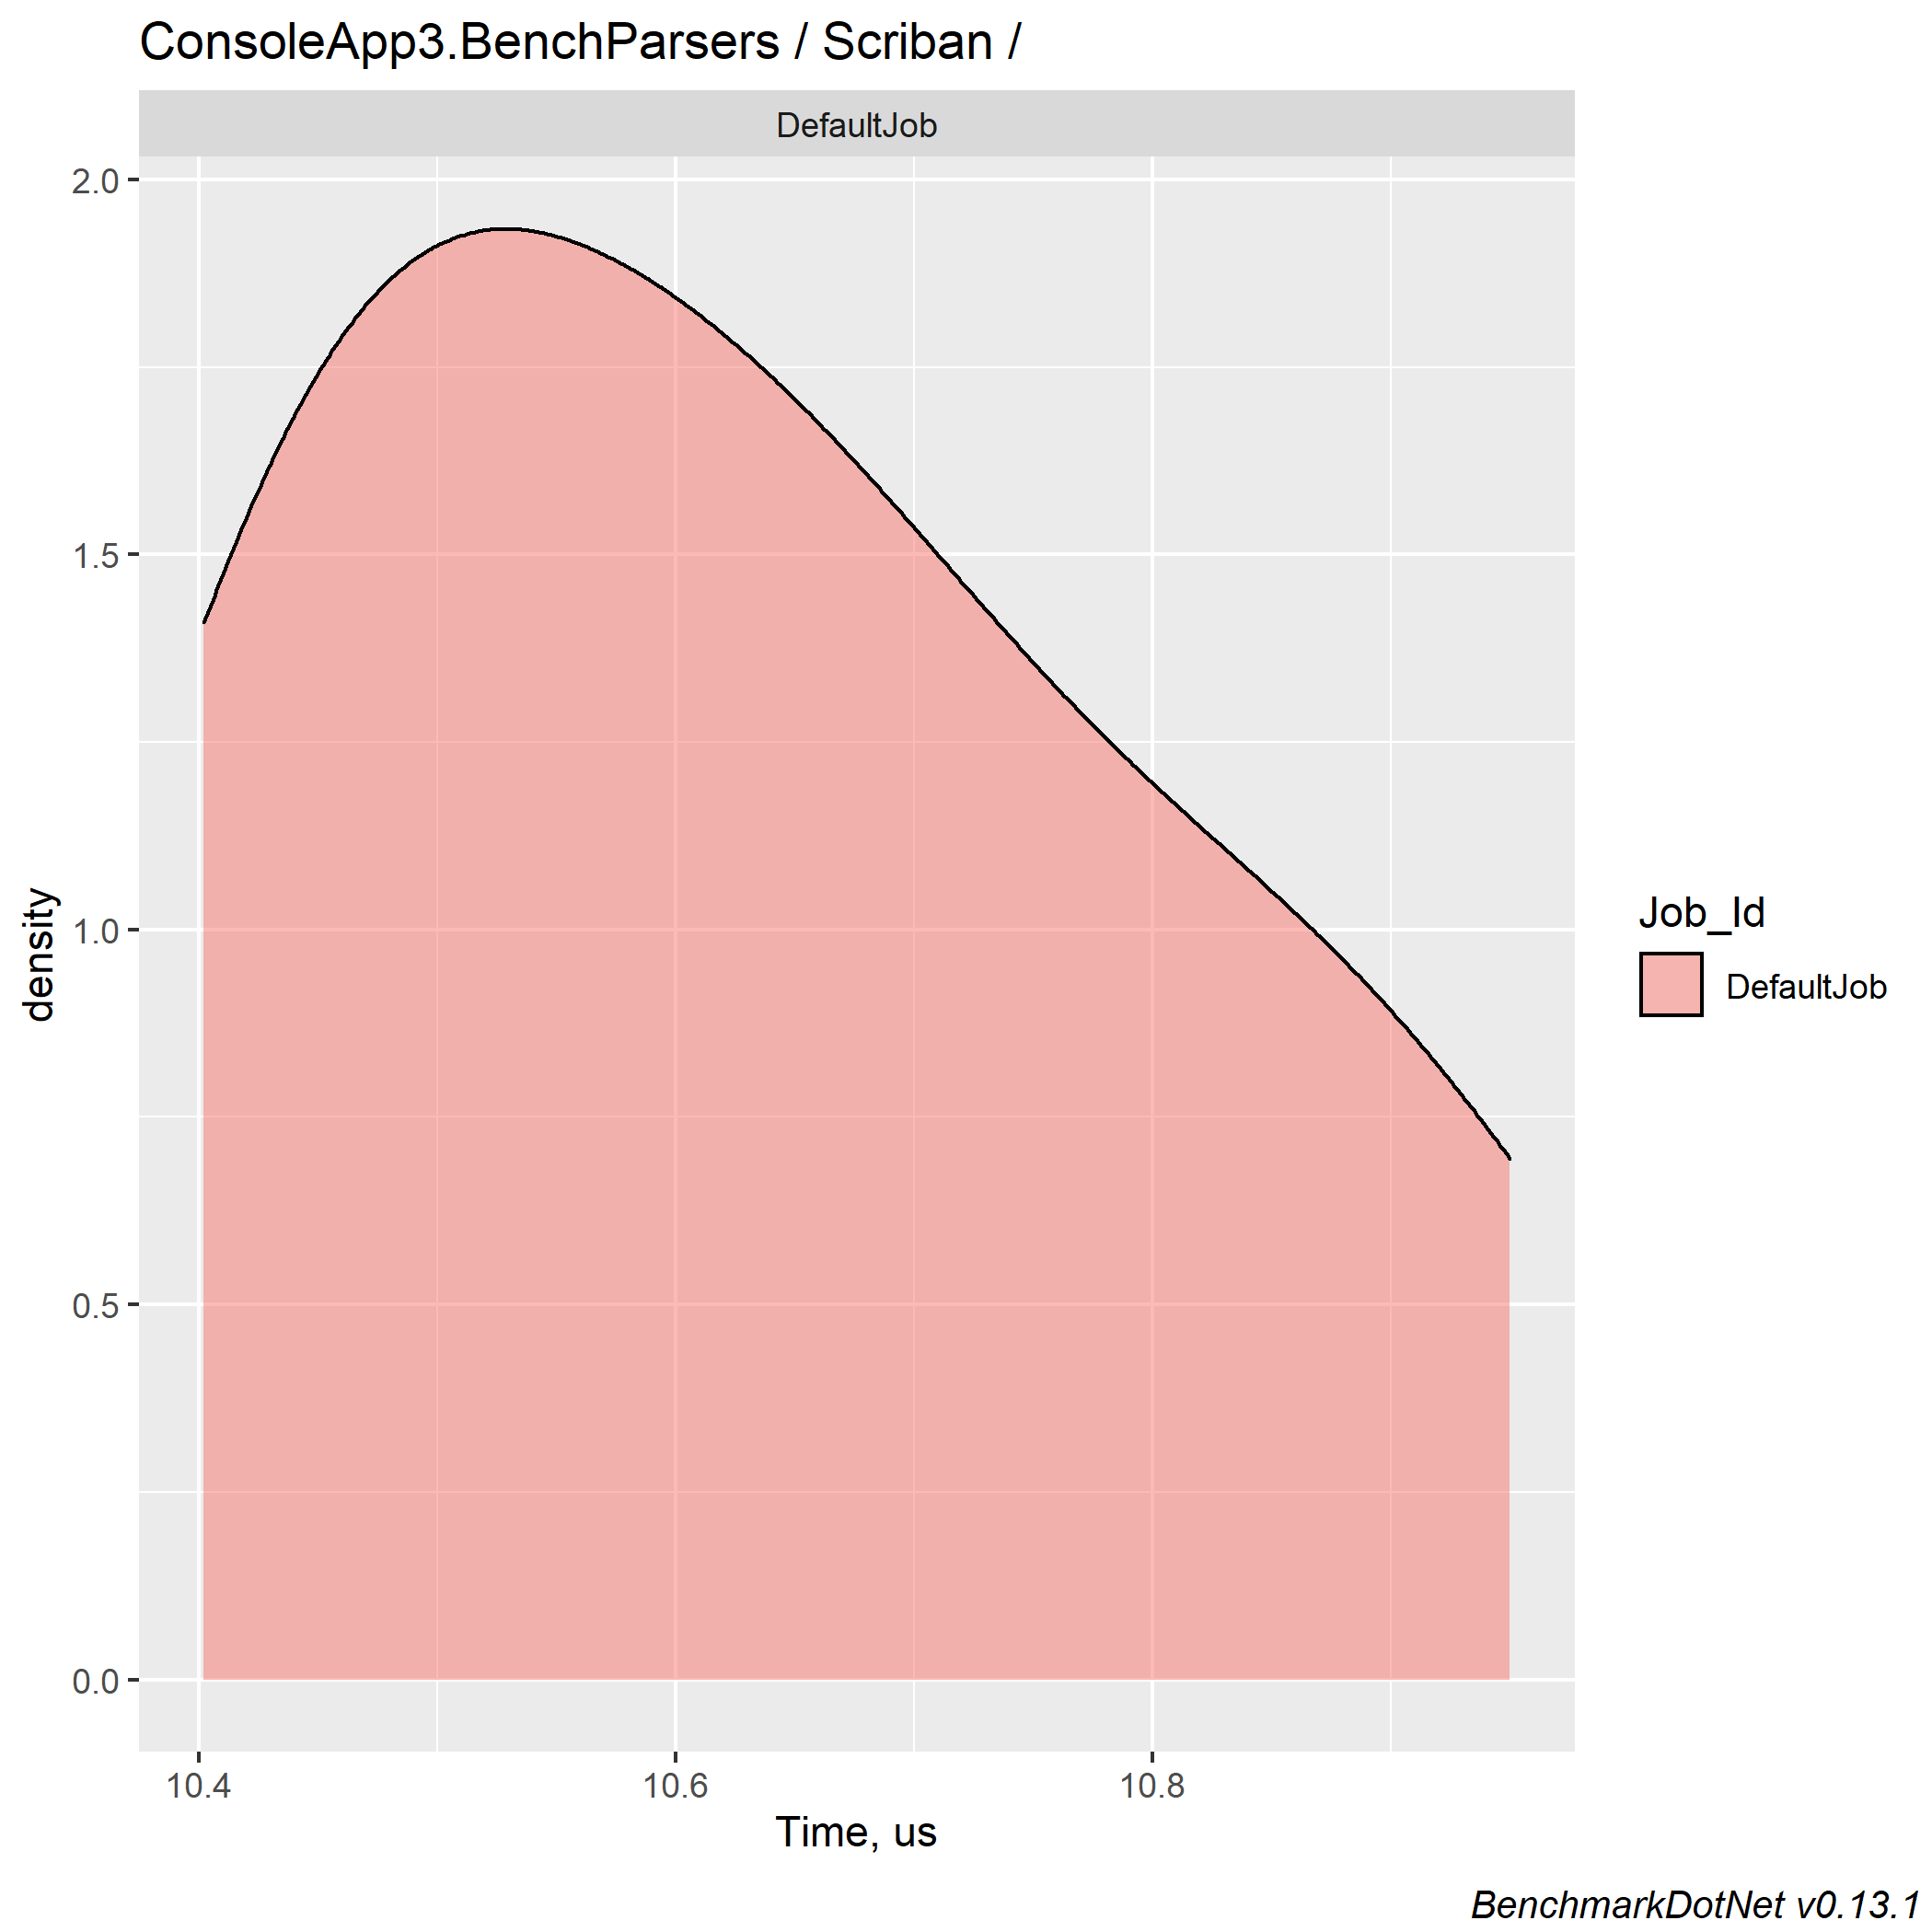 ConsoleApp3.BenchParsers / Scriban /
DefaultJob
2.0
1.5
1.0
0.5
0.0
density
10.4 10.6 10.8
Time, us
Job_Id
DefaultJob
BenchmarkDotNet v0.13.1